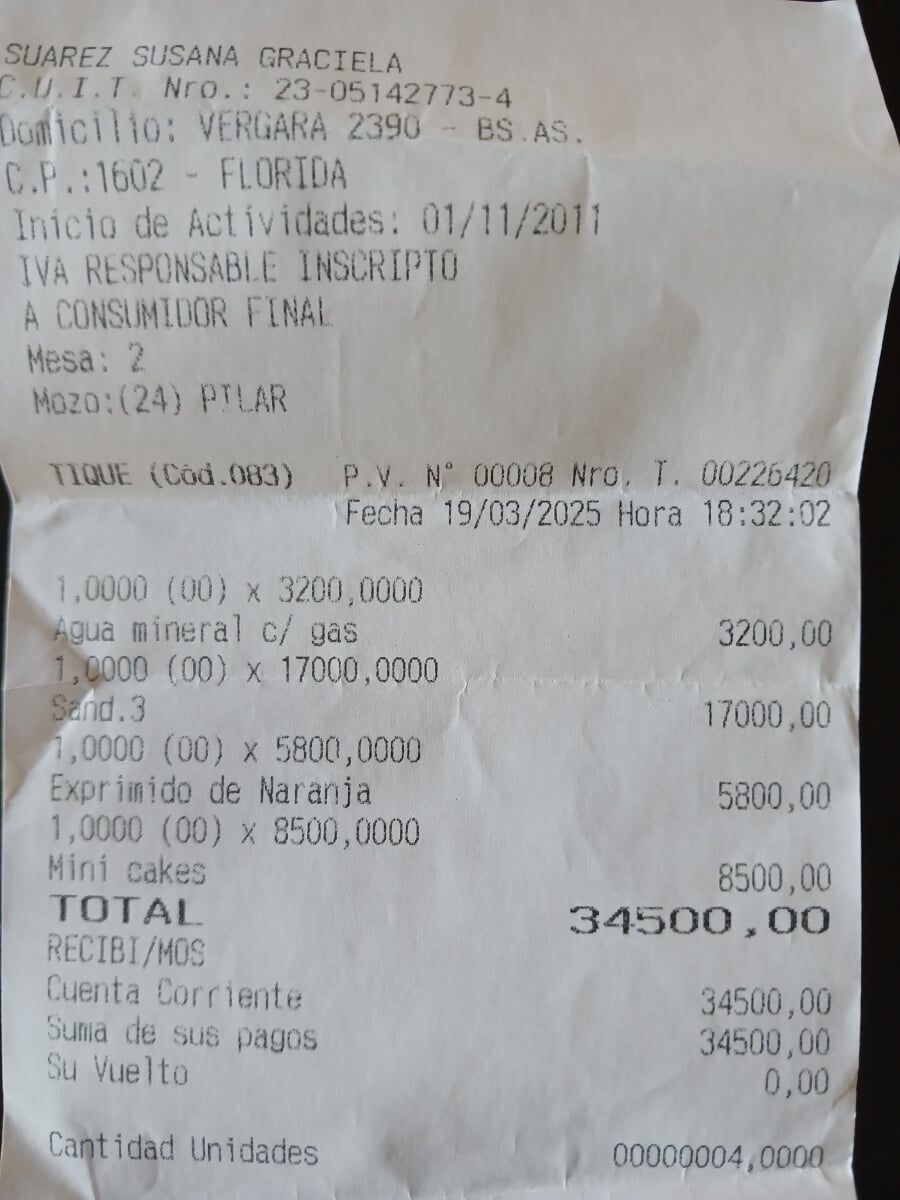 SUAREZ SUSANA GRACIELA
C.U.I.T. Nro.: 23-05142773-4
Domicilio: VERGARA 2390 - BS.AS.
C.P.:1602 - FLORIDA
Inicio de Actividades: 01/11/2011
IVA RESPONSABLE INSCRIPTO
A CONSUMIDOR FINAL
Mesa: 2
Mozo:(24) PILAR
TIQUE (Cód.083) P.V. N° 00008 Nro. T. 00226420
Fecha 19/03/2025 Hora 18:32:02
1,0000 (00) x 3200,0000
Agua mineral c/ gas 3200,00
1,0000 (00) x 17000,0000
Sand.3 17000,00
1,0000 (00) x 5800,0000
Exprimido de Naranja 5800,00
1,0000 (00) x 8500,0000
Mini cakes 8500,00
TOTAL 34500,00
RECIBI/MOS
Cuenta Corriente 34500,00
Suma de sus pagos 34500,00
Su Vuelto 0,00
Cantidad Unidades 00000004,0000